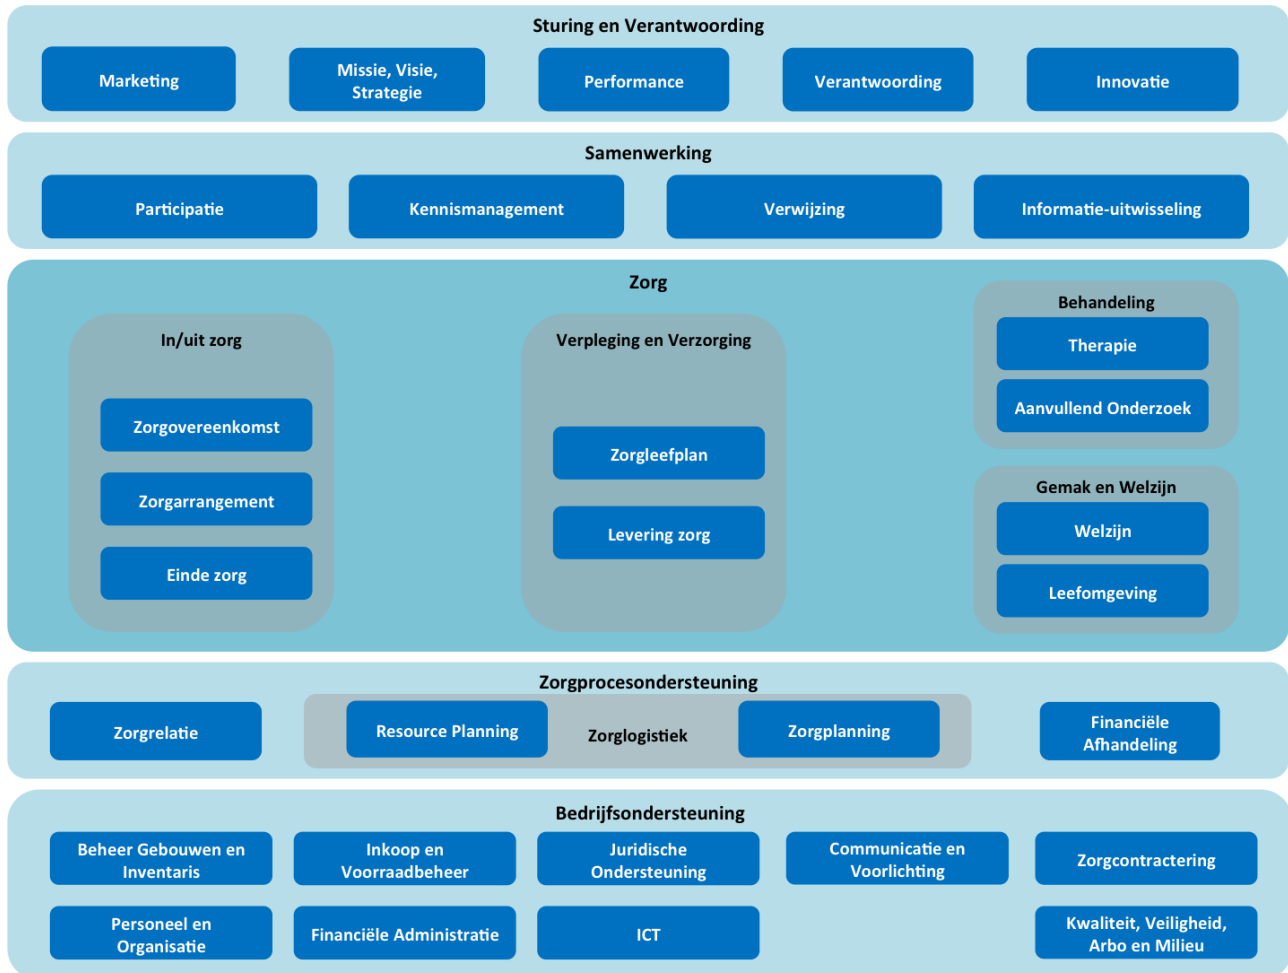 Sturing en Verantwoording
Marketing
Missie, Visie,
Strategie
Performance
Verantwoording
Innovatie
Samenwerking
Participatie
Kennismanagement
Verwijzing
Informatie-uitwisseling
Zorg
In/uit zorg
Zorgovereenkomst
Zorgarrangement
Einde zorg
Verpleging en Verzorging
Zorgleefplan
Levering zorg
Behandeling
Therapie
Aanvullend Onderzoek
Gemak en Welzijn
Welzijn
Leefomgeving
Zorgprocesondersteuning
Zorgrelatie
Resource Planning
Zorglogistiek
Zorgplanning
Financiële
Afhandeling
Bedrijfsondersteuning
Beheer Gebouwen en
Inventaris
Inkoop en
Voorraadbeheer
Juridische
Ondersteuning
Communicatie en
Voorlichting
Zorgcontractering
Personeel en
Organisatie
Financiële Administratie
ICT
Kwaliteit, Veiligheid,
Arbo en Milieu